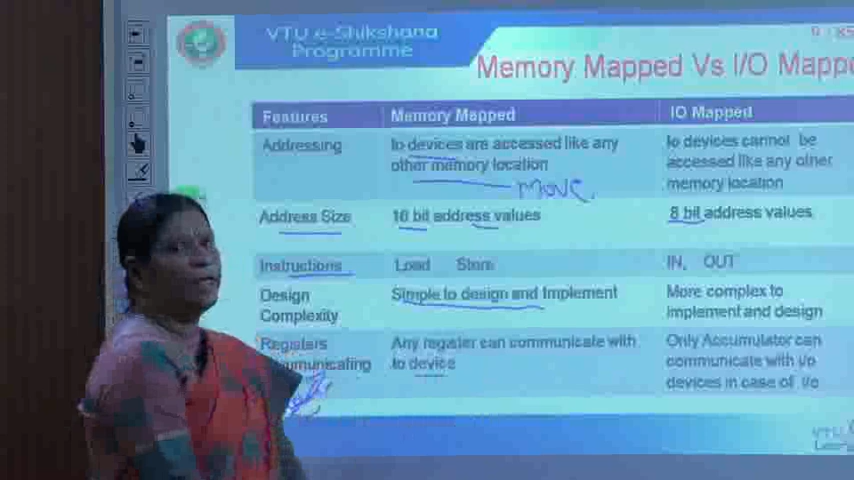 VTU e-Shikshana
Programme
Memory Mapped Vs I/O Mappe
Features Memory Mapped IO Mapped
Addressing Io devices are accessed like any
other memory location
Io devices cannot be
accessed like any other
memory location
Move.
Address Size 16 bit address values 8 bit address values
Instructions Load Store IN, OUT
Design
Complexity
Simple to design and Implement
More complex to
implement and design
Registers
communicating
Any register can communicate with
to device
Only Accumulator can
communicate with i/o
devices in case of i/o
VTU